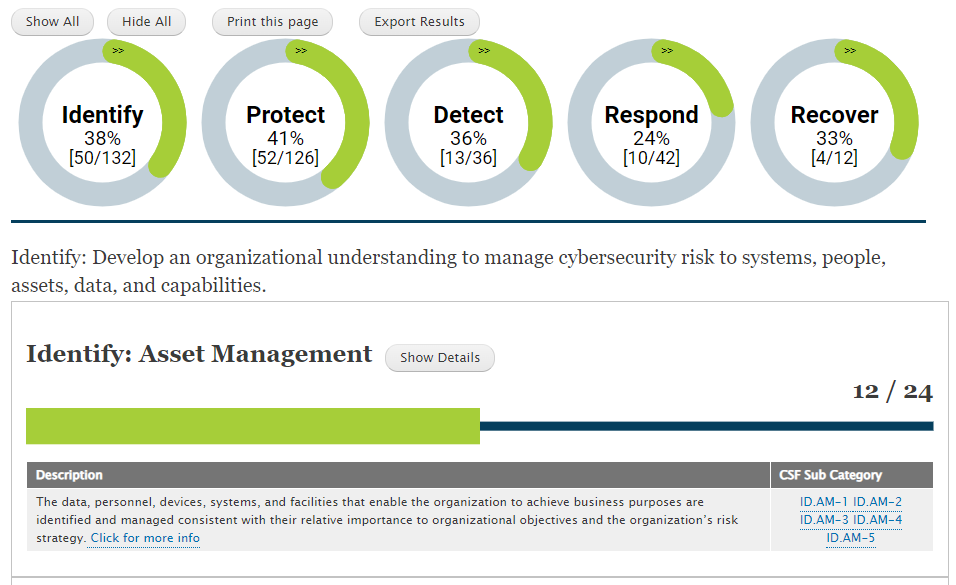 Show All Hide All Print this page Export Results
>> >> >> >> >>
Identify Protect Detect Respond Recover
38% 41% 36% 24% 33%
[50/132] [52/126] [13/36] [10/42] [4/12]
Identify: Develop an organizational understanding to manage cybersecurity risk to systems, people,
assets, data, and capabilities.
Identify: Asset Management Show Details
12 / 24
Description CSF Sub Category
The data, personnel, devices, systems, and facilities that enable the organization to achieve business purposes are ID.AM-1 ID.AM-2
identified and managed consistent with their relative importance to organizational objectives and the organization's risk ID.AM-3 ID.AM-4
strategy. Click for more info ID.AM-5